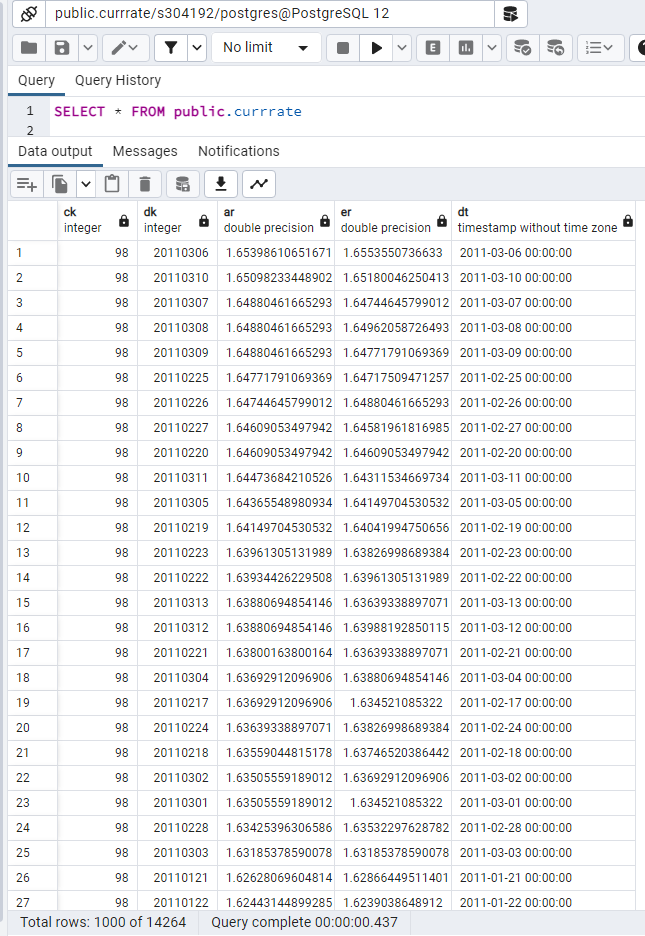 public.currrate/s304192/postgres@PostgreSQL 12
No limit E
Query Query History
1 SELECT * FROM public.currrate
2
Data output Messages Notifications
ck dk ar er dt
integer integer double precision double precision timestamp without time zone
1 98 20110306 1.65398610651671 1.6553550736633 2011-03-06 00:00:00
2 98 20110310 1.65098233448902 1.65180046250413 2011-03-10 00:00:00
3 98 20110307 1.64880461665293 1.64744645799012 2011-03-07 00:00:00
4 98 20110308 1.64880461665293 1.64962058726493 2011-03-08 00:00:00
5 98 20110309 1.64880461665293 1.64771791069369 2011-03-09 00:00:00
6 98 20110225 1.64771791069369 1.64717509471257 2011-02-25 00:00:00
7 98 20110226 1.64744645799012 1.64880461665293 2011-02-26 00:00:00
8 98 20110227 1.64609053497942 1.64581961816985 2011-02-27 00:00:00
9 98 20110220 1.64609053497942 1.64609053497942 2011-02-20 00:00:00
10 98 20110311 1.64473684210526 1.64311534669734 2011-03-11 00:00:00
11 98 20110305 1.64365548980934 1.64149704530532 2011-03-05 00:00:00
12 98 20110219 1.64149704530532 1.64041994750656 2011-02-19 00:00:00
13 98 20110223 1.63961305131989 1.63826998689384 2011-02-23 00:00:00
14 98 20110222 1.63934426229508 1.63961305131989 2011-02-22 00:00:00
15 98 20110313 1.63880694854146 1.63639338897071 2011-03-13 00:00:00
16 98 20110312 1.63880694854146 1.63988192850115 2011-03-12 00:00:00
17 98 20110221 1.63800163800164 1.63639338897071 2011-02-21 00:00:00
18 98 20110304 1.63692912096906 1.63880694854146 2011-03-04 00:00:00
19 98 20110217 1.63692912096906 1.634521085322 2011-02-17 00:00:00
20 98 20110224 1.63639338897071 1.63826998689384 2011-02-24 00:00:00
21 98 20110218 1.63559044815178 1.63746520386442 2011-02-18 00:00:00
22 98 20110302 1.63505559189012 1.63692912096906 2011-03-02 00:00:00
23 98 20110301 1.63505559189012 1.634521085322 2011-03-01 00:00:00
24 98 20110228 1.63425396306586 1.63532297628782 2011-02-28 00:00:00
25 98 20110303 1.63185378590078 1.63185378590078 2011-03-03 00:00:00
26 98 20110121 1.62628069604814 1.62866449511401 2011-01-21 00:00:00
27 98 20110122 1.62443144899285 1.6239038648912 2011-01-22 00:00:00
Total rows: 1000 of 14264 Query complete 00:00:00.437